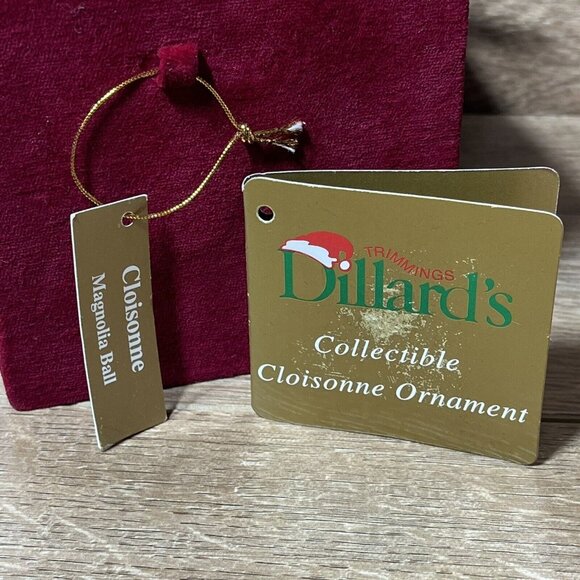 Cloisonne
Magnolia Ball
TRIMMINGS
Dillard's
Collectible
Cloisonne Ornament